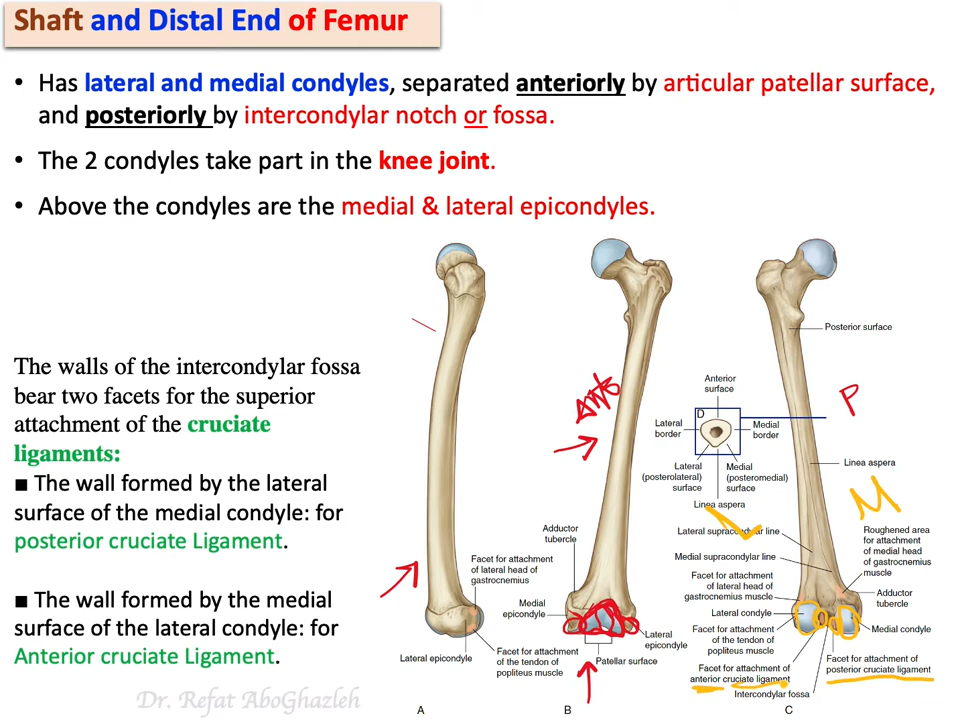 Shaft and Distal End of Femur
• Has lateral and medial condyles, separated anteriorly by articular patellar surface,
and posteriorly by intercondylar notch or fossa.
• The 2 condyles take part in the knee joint.
• Above the condyles are the medial & lateral epicondyles.
The walls of the intercondylar fossa
bear two facets for the superior
attachment of the cruciate
ligaments:
■ The wall formed by the lateral
surface of the medial condyle: for
posterior cruciate Ligament.
■ The wall formed by the medial
surface of the lateral condyle: for
Anterior cruciate Ligament.
Dr. Refat AboGhazleh
Facet for attachment
of lateral head of
gastrocnemius
Lateral epicondyle
Facet for attachment
of the tendon of
popliteus muscle
A
Adductor
tubercle
Medial
epicondyle
Lateral
epicondyle
Patellar surface
B
Anterior
surface
D
Lateral
border
Medial
border
Lateral
(posterolateral)
surface
Medial
(posteromedial)
surface
Linea aspera
Posterior surface
P
Linea aspera
M
Lateral supracondylar line
Medial supracondylar line
Facet for attachment
of lateral head of
gastrocnemius muscle
Lateral condyle
Facet for attachment
of the tendon of
popliteus muscle
Facet for attachment of
anterior cruciate ligament
Intercondylar fossa
Roughened area
for attachment
of medial head
of gastrocnemius
muscle
Adductor
tubercle
Medial condyle
Facet for attachment of
posterior cruciate ligament
C